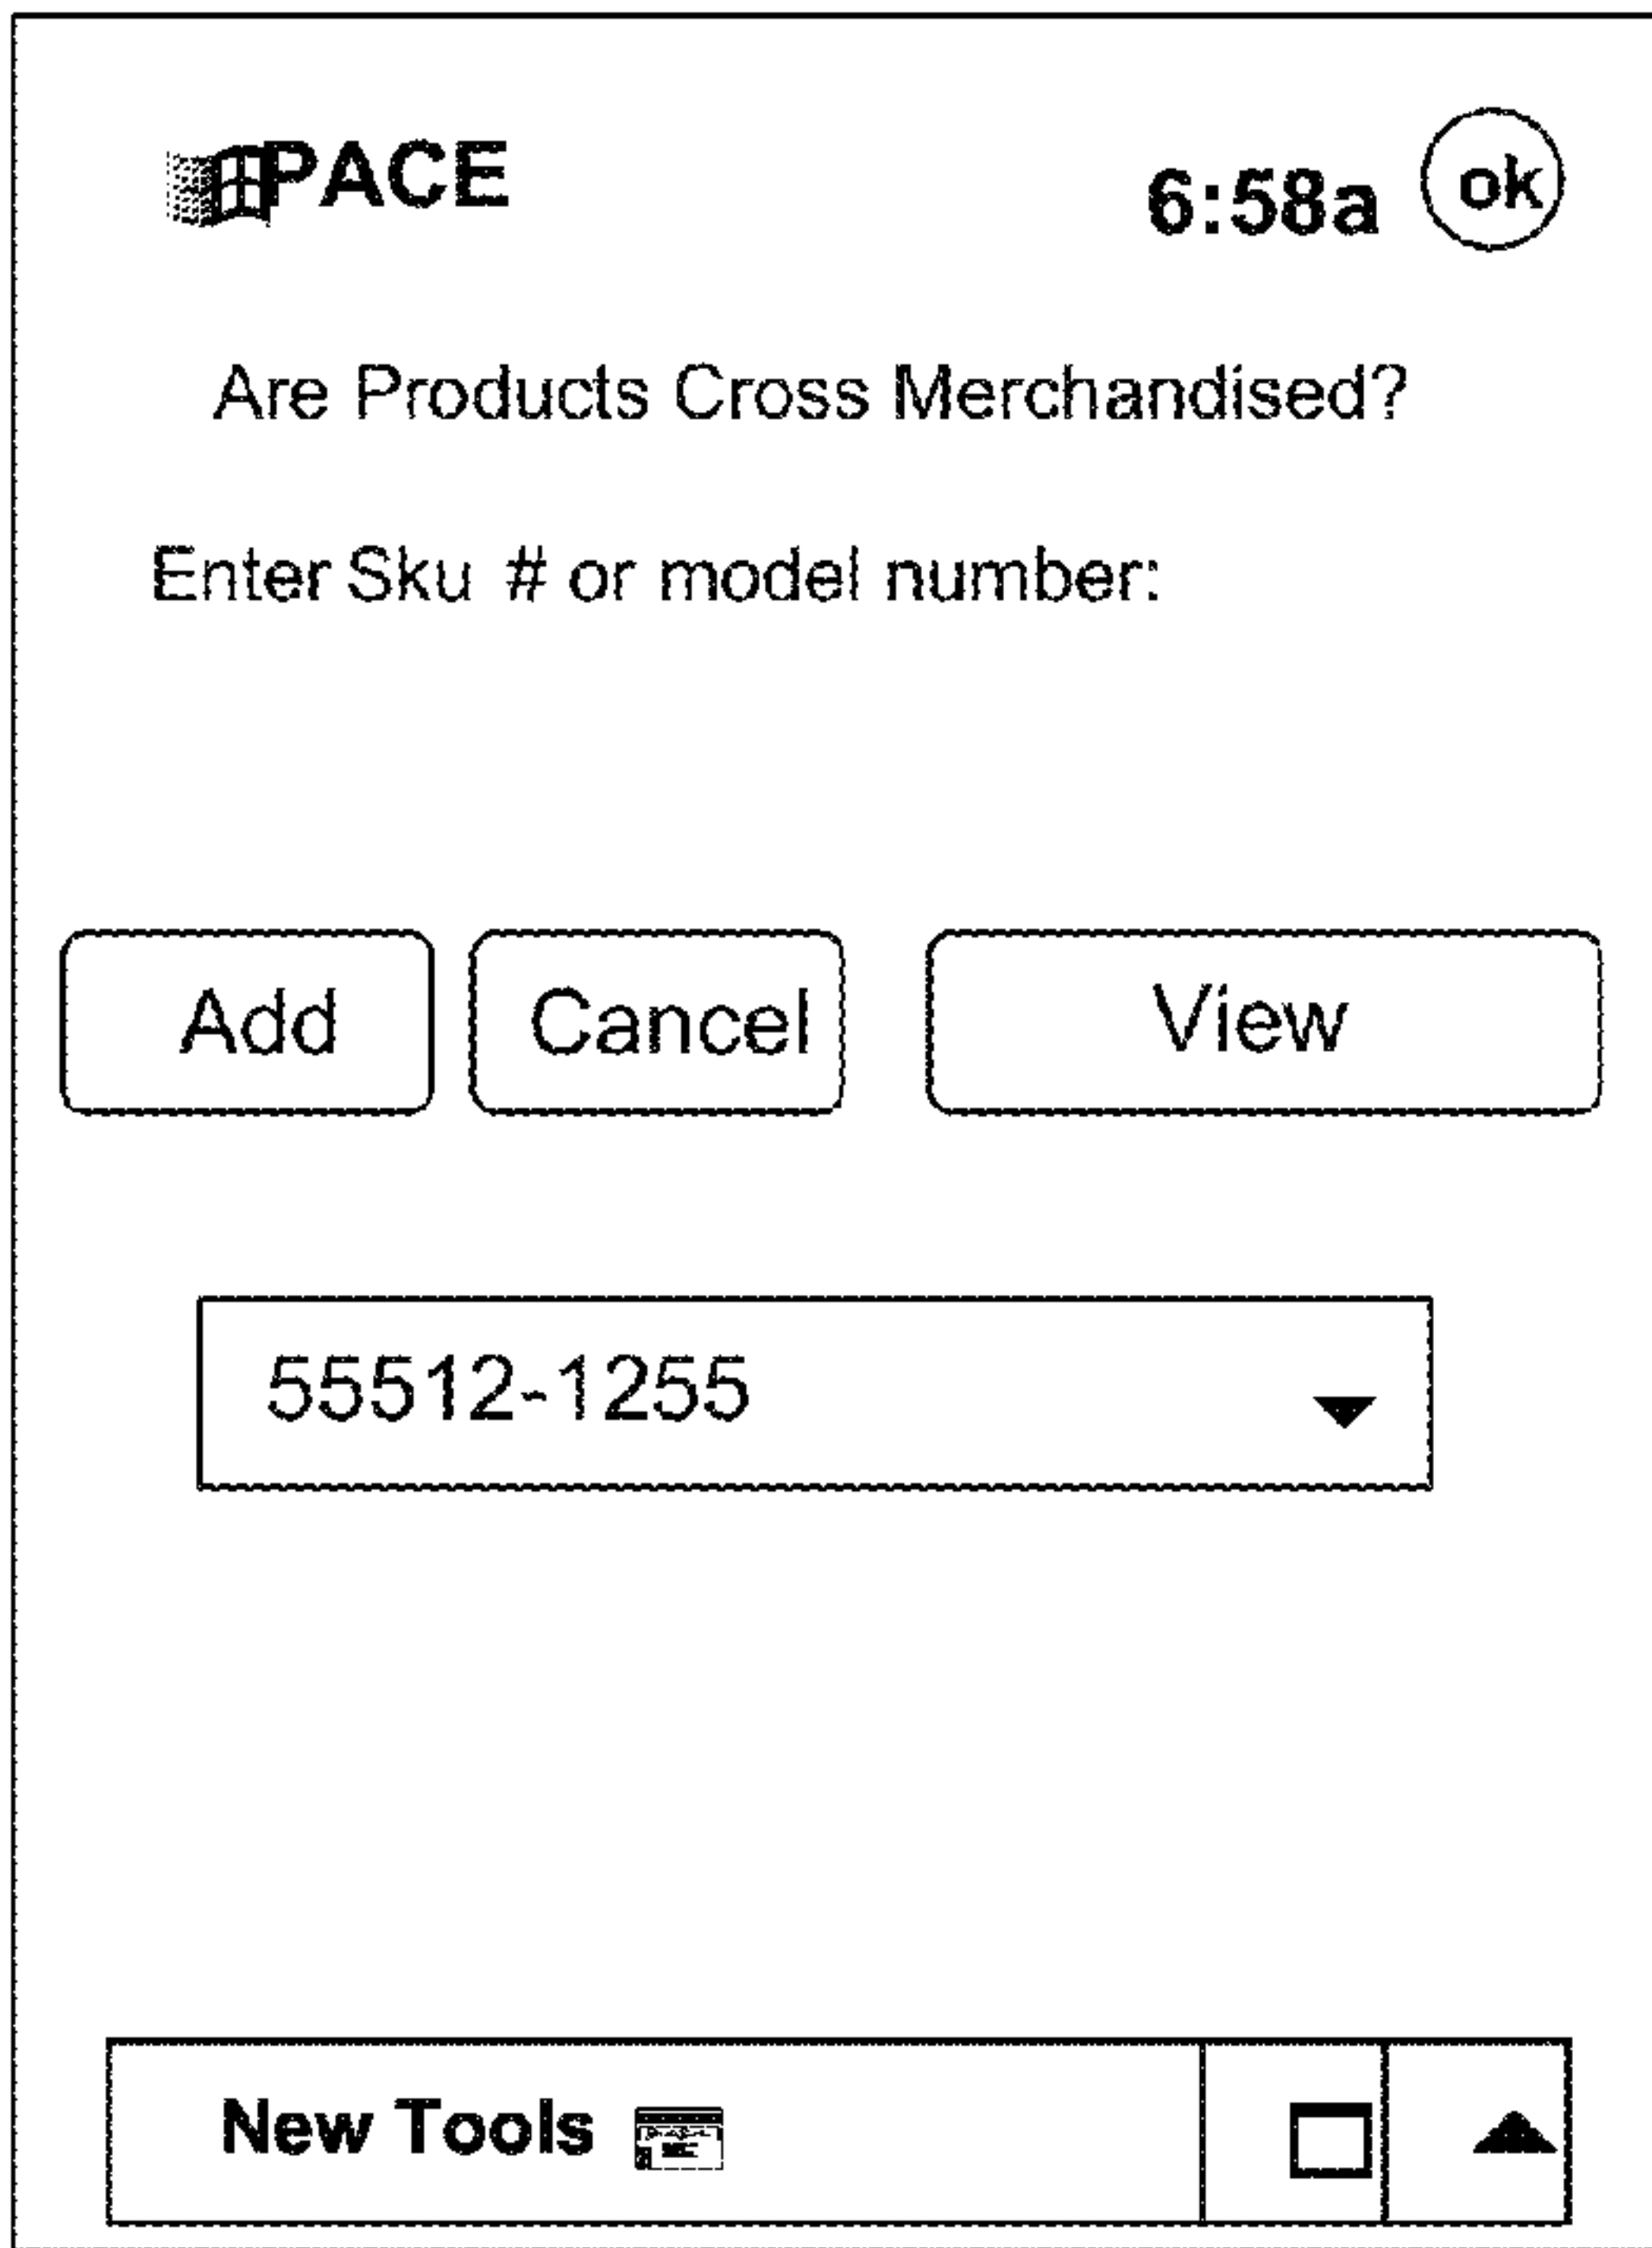 PACE 6:58a ok
Are Products Cross Merchandised?
Enter Sku # or model number:
Add Cancel View
55512-1255
New Tools